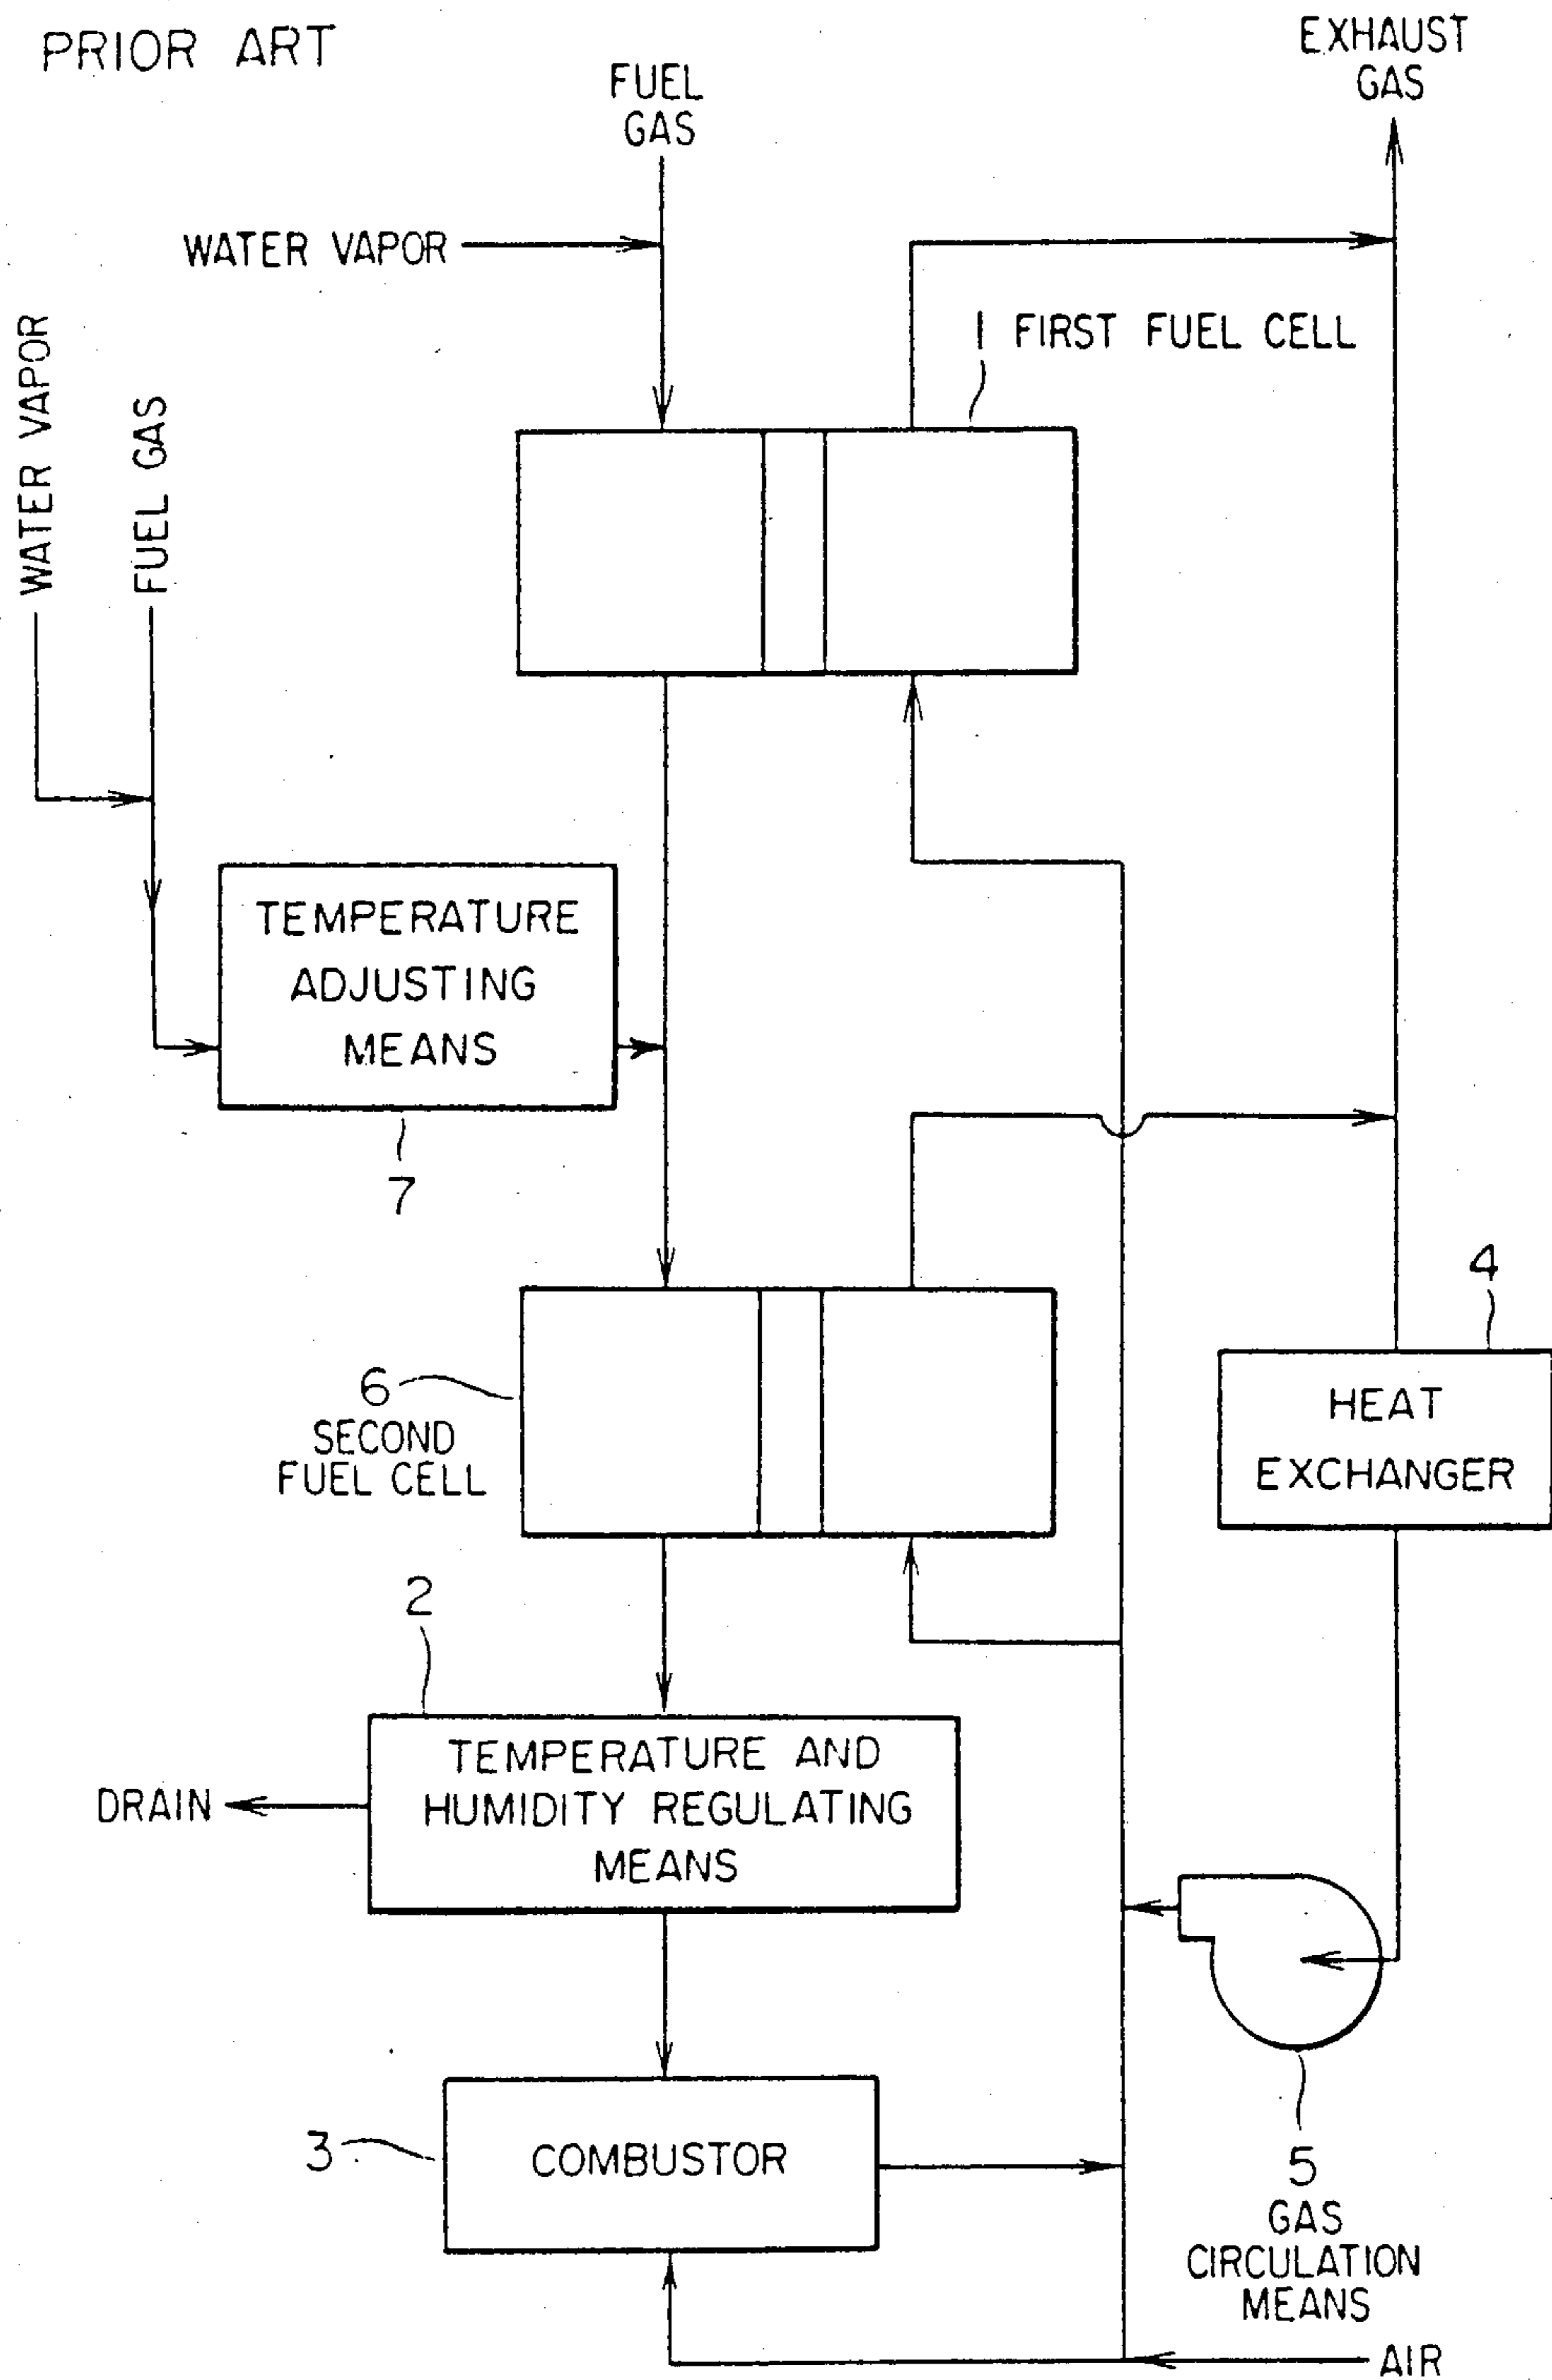 PRIOR ART
EXHAUST
GAS
FUEL
GAS
WATER VAPOR
1 FIRST FUEL CELL
WATER VAPOR
FUEL GAS
TEMPERATURE
ADJUSTING
MEANS
7
4
HEAT
EXCHANGER
6
SECOND
FUEL CELL
2
TEMPERATURE AND
HUMIDITY REGULATING
MEANS
DRAIN
3
COMBUSTOR
5
GAS
CIRCULATION
MEANS
AIR